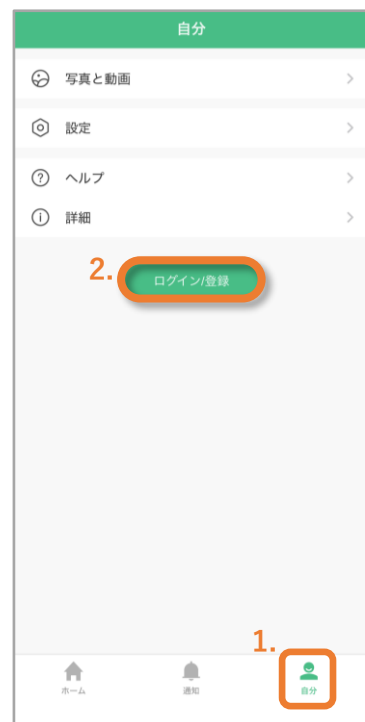 自分
写真と動画
設定
ヘルプ
詳細
2.
ログイン/登録
1.
ホーム
通知
自分